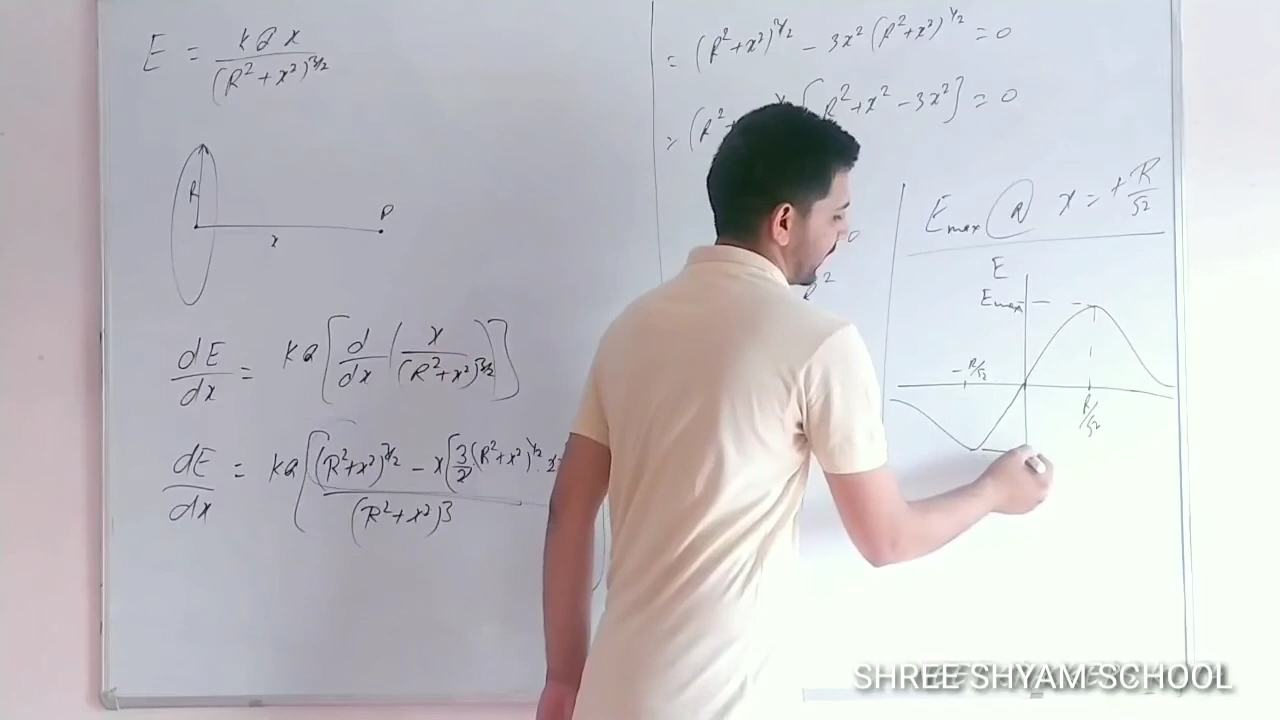 E = kQx / (R² + x²)^3/2
R
x
P
dE/dx = kQ [ d/dx ( x / (R² + x²)^3/2 ) ]
dE/dx = kQ [ (R² + x²)^3/2 - x [ 3/2 (R² + x²)^1/2 .
(R² + x²)3
= (R² + x²)^3/2 - 3x² (R² + x²)^1/2 = 0
R² + x² - 3x² ] = 0
E max @ x = + R/√2
E
Emax
- R/√2
R/√2
SHREE SHYAM SCHOOL